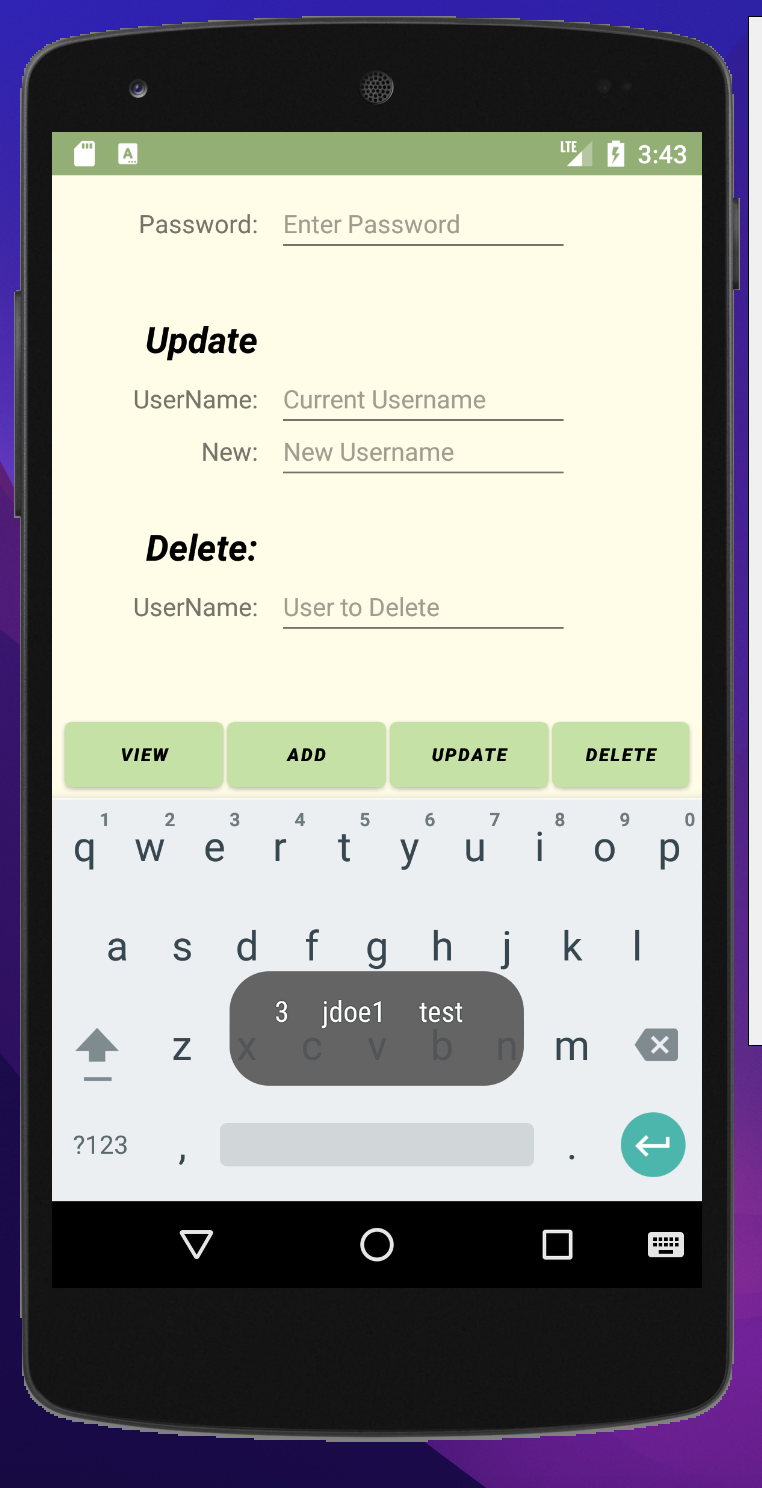 LTE 3:43
Password: Enter Password
Update
UserName: Current Username
New: New Username
Delete:
UserName: User to Delete
VIEW ADD UPDATE DELETE
1 2 3 4 5 6 7 8 9 0
q w e r t y u i o p
a s d f g h j k l
3 jdoe1 test
z x c v b n m
?123 , .